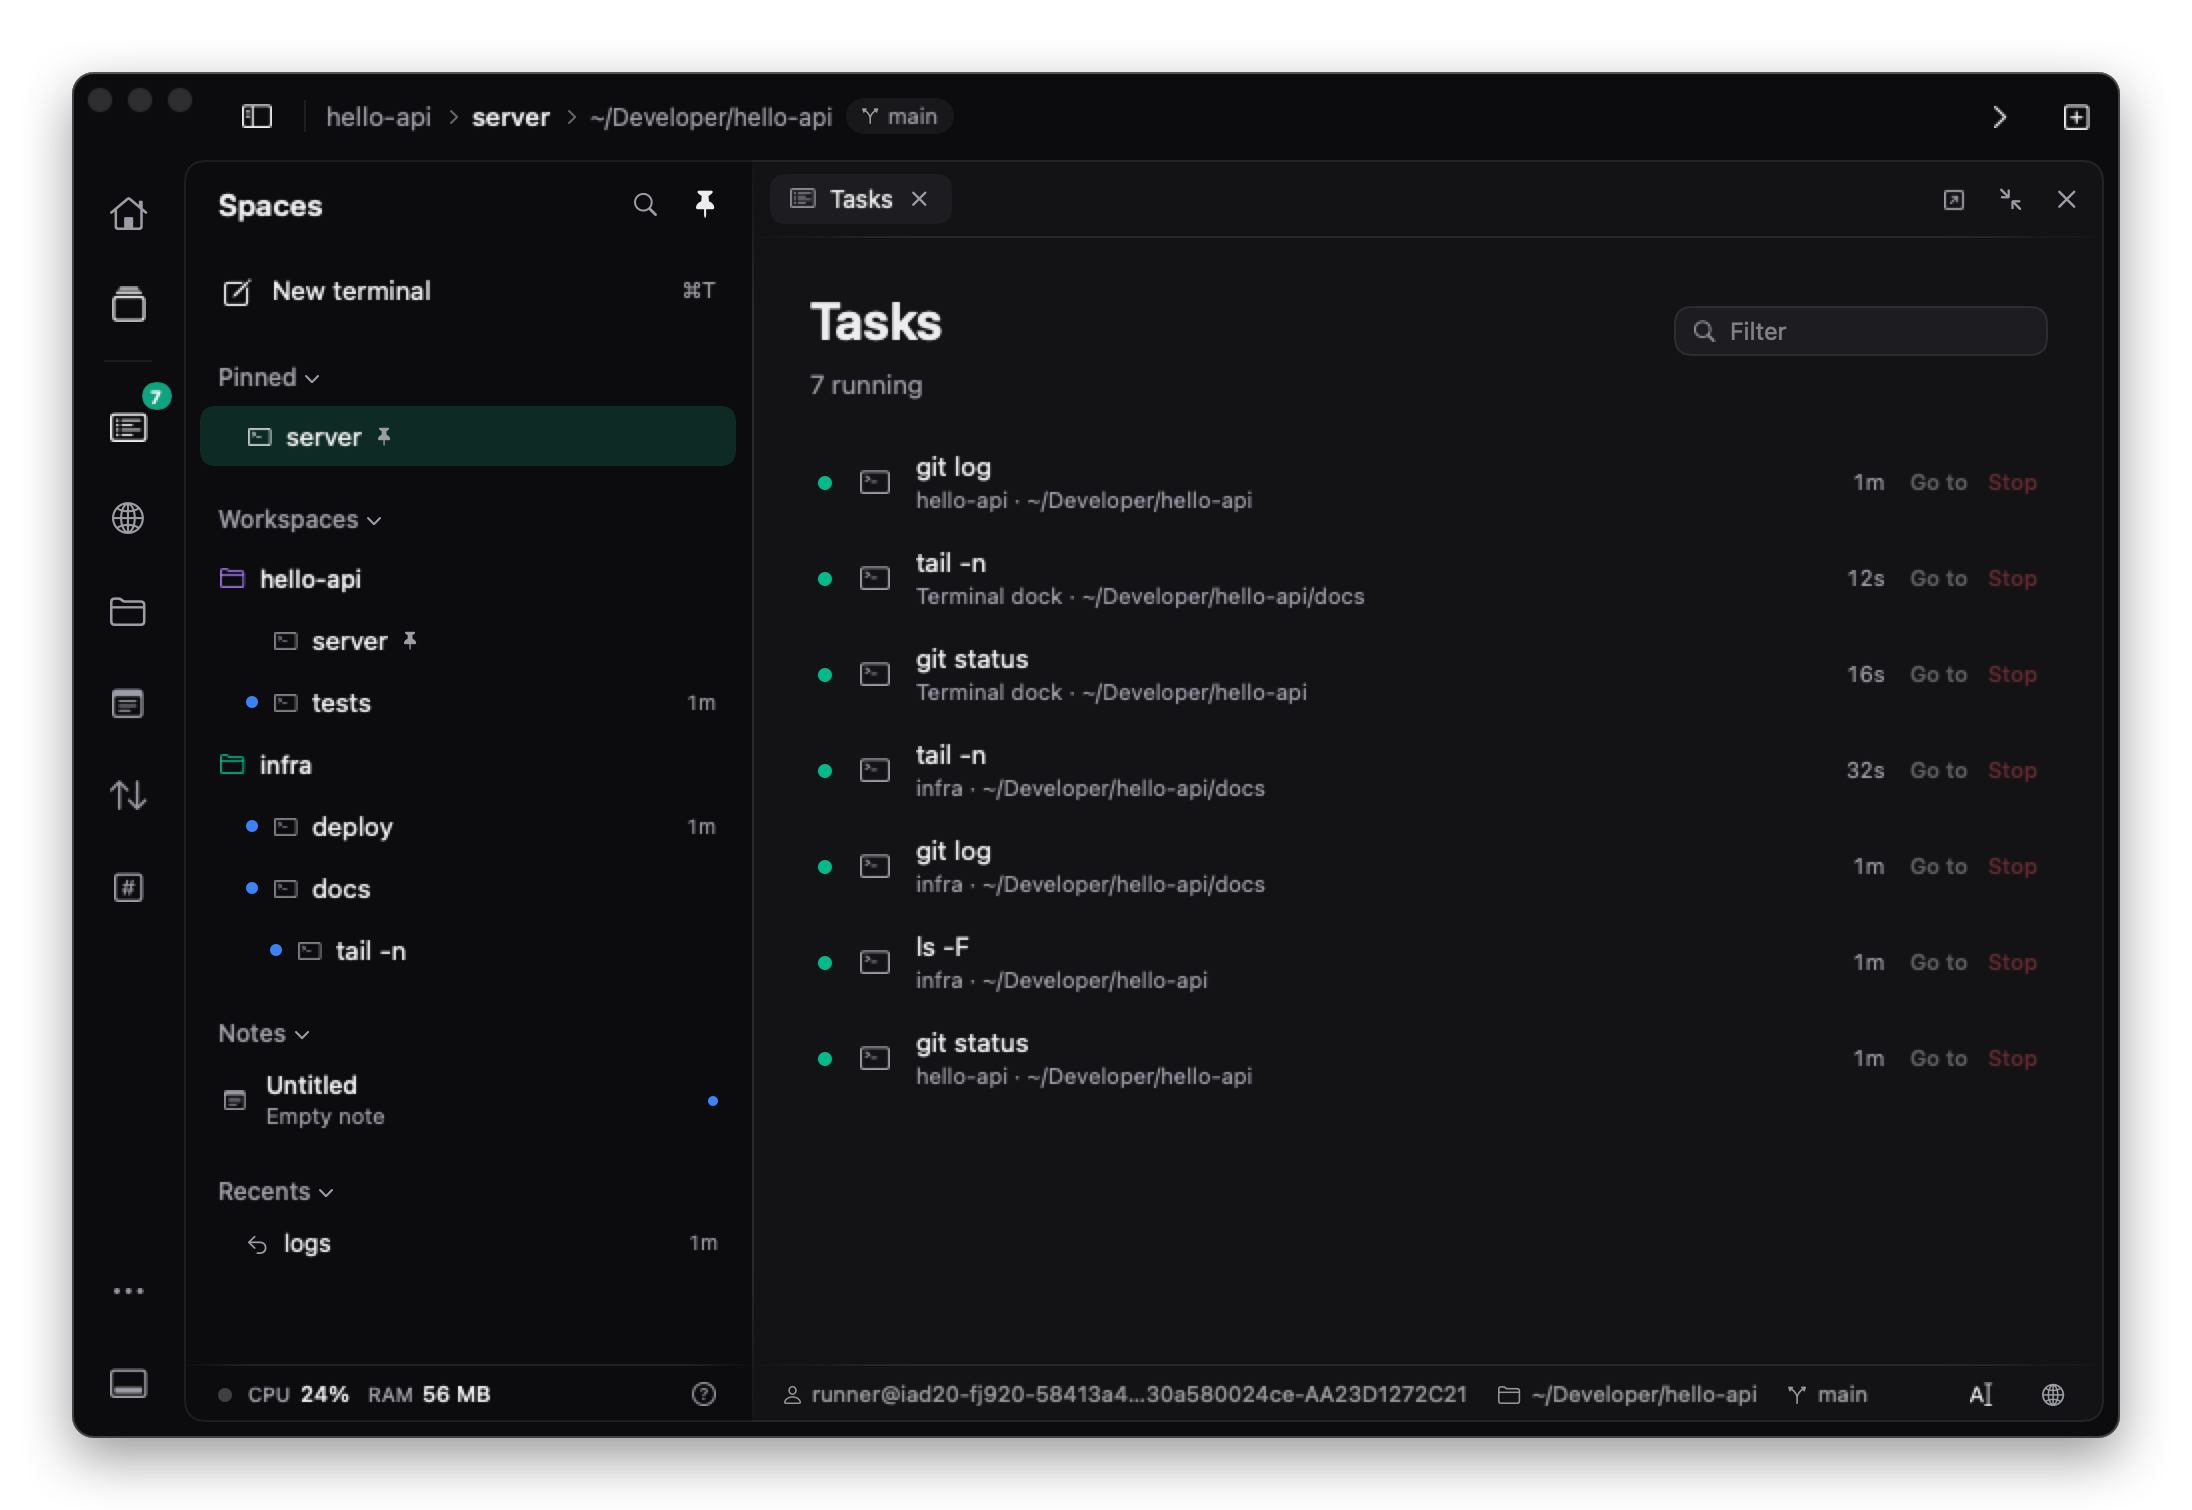 hello-api > server > ~/Developer/hello-api main
7
Spaces
New terminal ⌘T
Pinned
server
Workspaces
hello-api
server
tests 1m
infra
deploy 1m
docs
tail -n
Notes
Untitled
Empty note
Recents
logs 1m
CPU 24% RAM 56 MB
Tasks
Tasks
Filter
7 running
git log
hello-api · ~/Developer/hello-api
1m Go to Stop
tail -n
Terminal dock · ~/Developer/hello-api/docs
12s Go to Stop
git status
Terminal dock · ~/Developer/hello-api
16s Go to Stop
tail -n
infra · ~/Developer/hello-api/docs
32s Go to Stop
git log
infra · ~/Developer/hello-api/docs
1m Go to Stop
ls -F
infra · ~/Developer/hello-api
1m Go to Stop
git status
hello-api · ~/Developer/hello-api
1m Go to Stop
runner@iad20-fj920-58413a4...30a580024ce-AA23D1272C21 ~/Developer/hello-api main